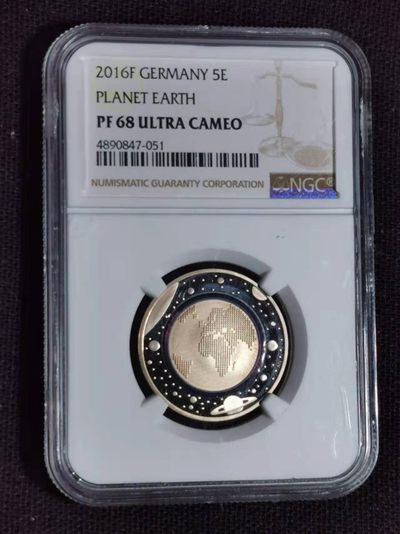 2016F GERMANY 5E
PLANET EARTH
PF 68 ULTRA CAMEO
4890847-051
NUMISMATIC GUARANTY CORPORATION NGC®